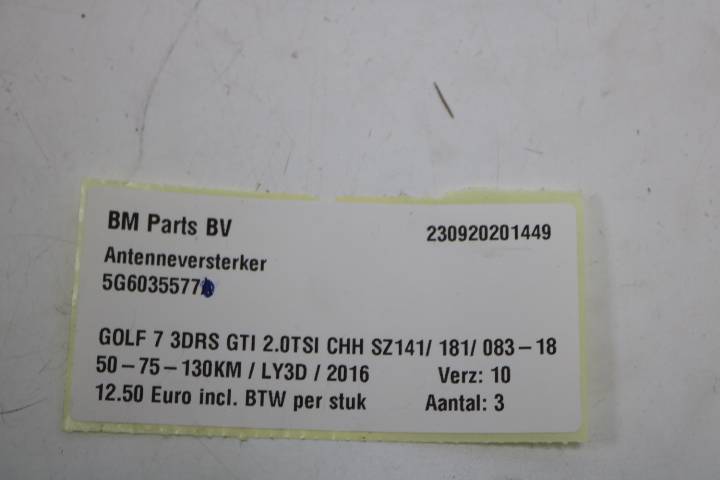 BM Parts BV
230920201449
Antenneversterker
GOLF 7 3DRS GTI 2.0TSI CHH SZ141/ 181/ 083-18
50-75-130KM / LY3D / 2016 Verz: 10
12.50 Euro incl. BTW per stuk Aantal: 3